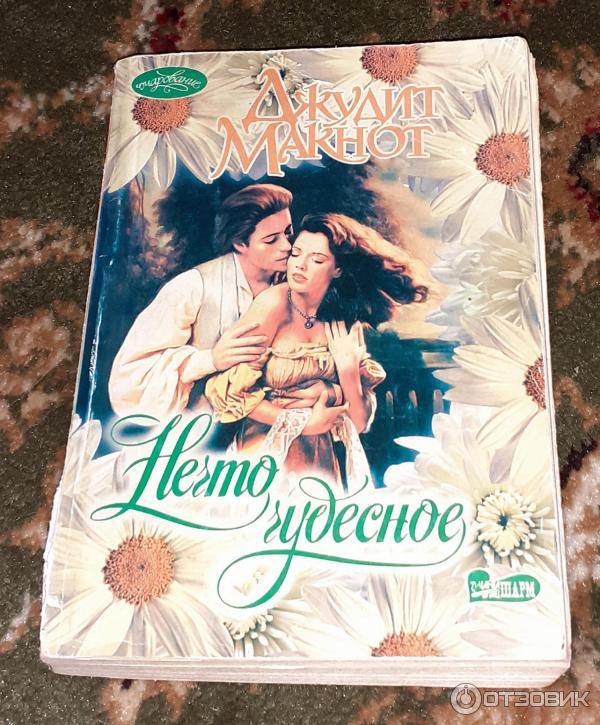 очарование
Джудит
Макнот
Нечто
чудесное
ШАРМ
ОТЗОВИК